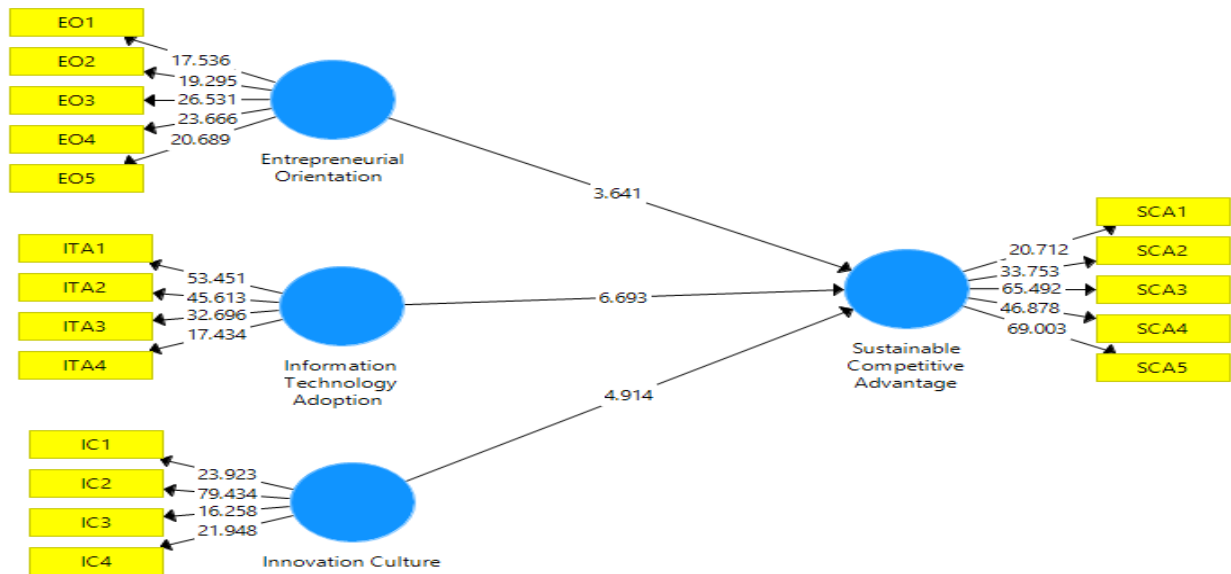 EO1
17.536
EO2
19.295
EO3
26.531
EO4
23.666
EO5
20.689
Entrepreneurial
Orientation
3.641
ITA1
53.451
ITA2
45.613
ITA3
32.696
ITA4
17.434
Information
Technology
Adoption
6.693
IC1
23.923
IC2
79.434
IC3
16.258
IC4
21.948
Innovation Culture
4.914
Sustainable
Competitive
Advantage
SCA1
20.712
SCA2
33.753
SCA3
65.492
SCA4
46.878
SCA5
69.003